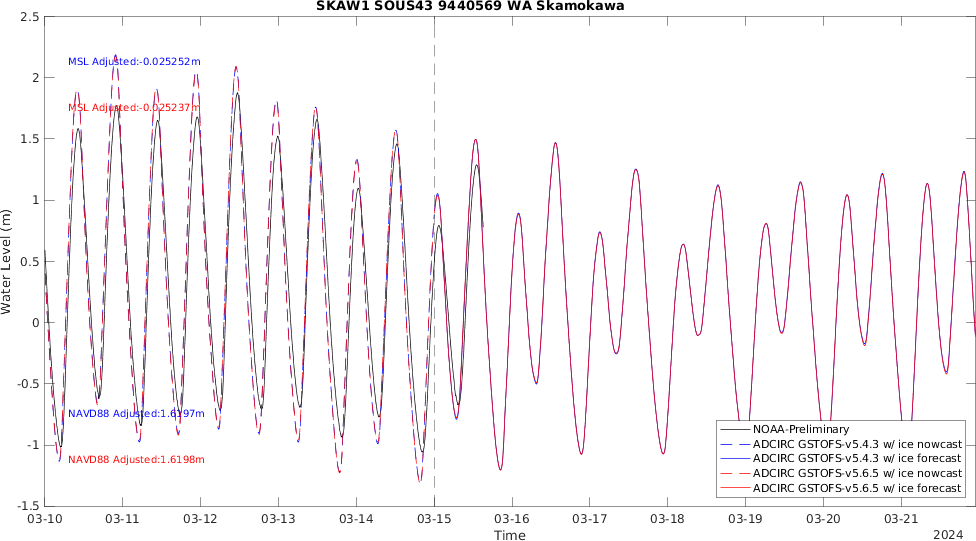 SKAW1 SOUS43 9440569 WA Skamokawa
2.5
2
1.5
1
0.5
0
-0.5
-1
-1.5
Water Level (m)
MSL Adjusted:-0.025252m
MSL Adjusted:-0.025237m
NAVD88 Adjusted:1.6197m
NAVD88 Adjusted:1.6198m
NOAA-Preliminary
ADCIRC GSTOFS-v5.4.3 w/ ice nowcast
ADCIRC GSTOFS-v5.4.3 w/ ice forecast
ADCIRC GSTOFS-v5.6.5 w/ ice nowcast
ADCIRC GSTOFS-v5.6.5 w/ ice forecast
03-10 03-11 03-12 03-13 03-14 03-15 03-16 03-17 03-18 03-19 03-20 03-21
Time
2024